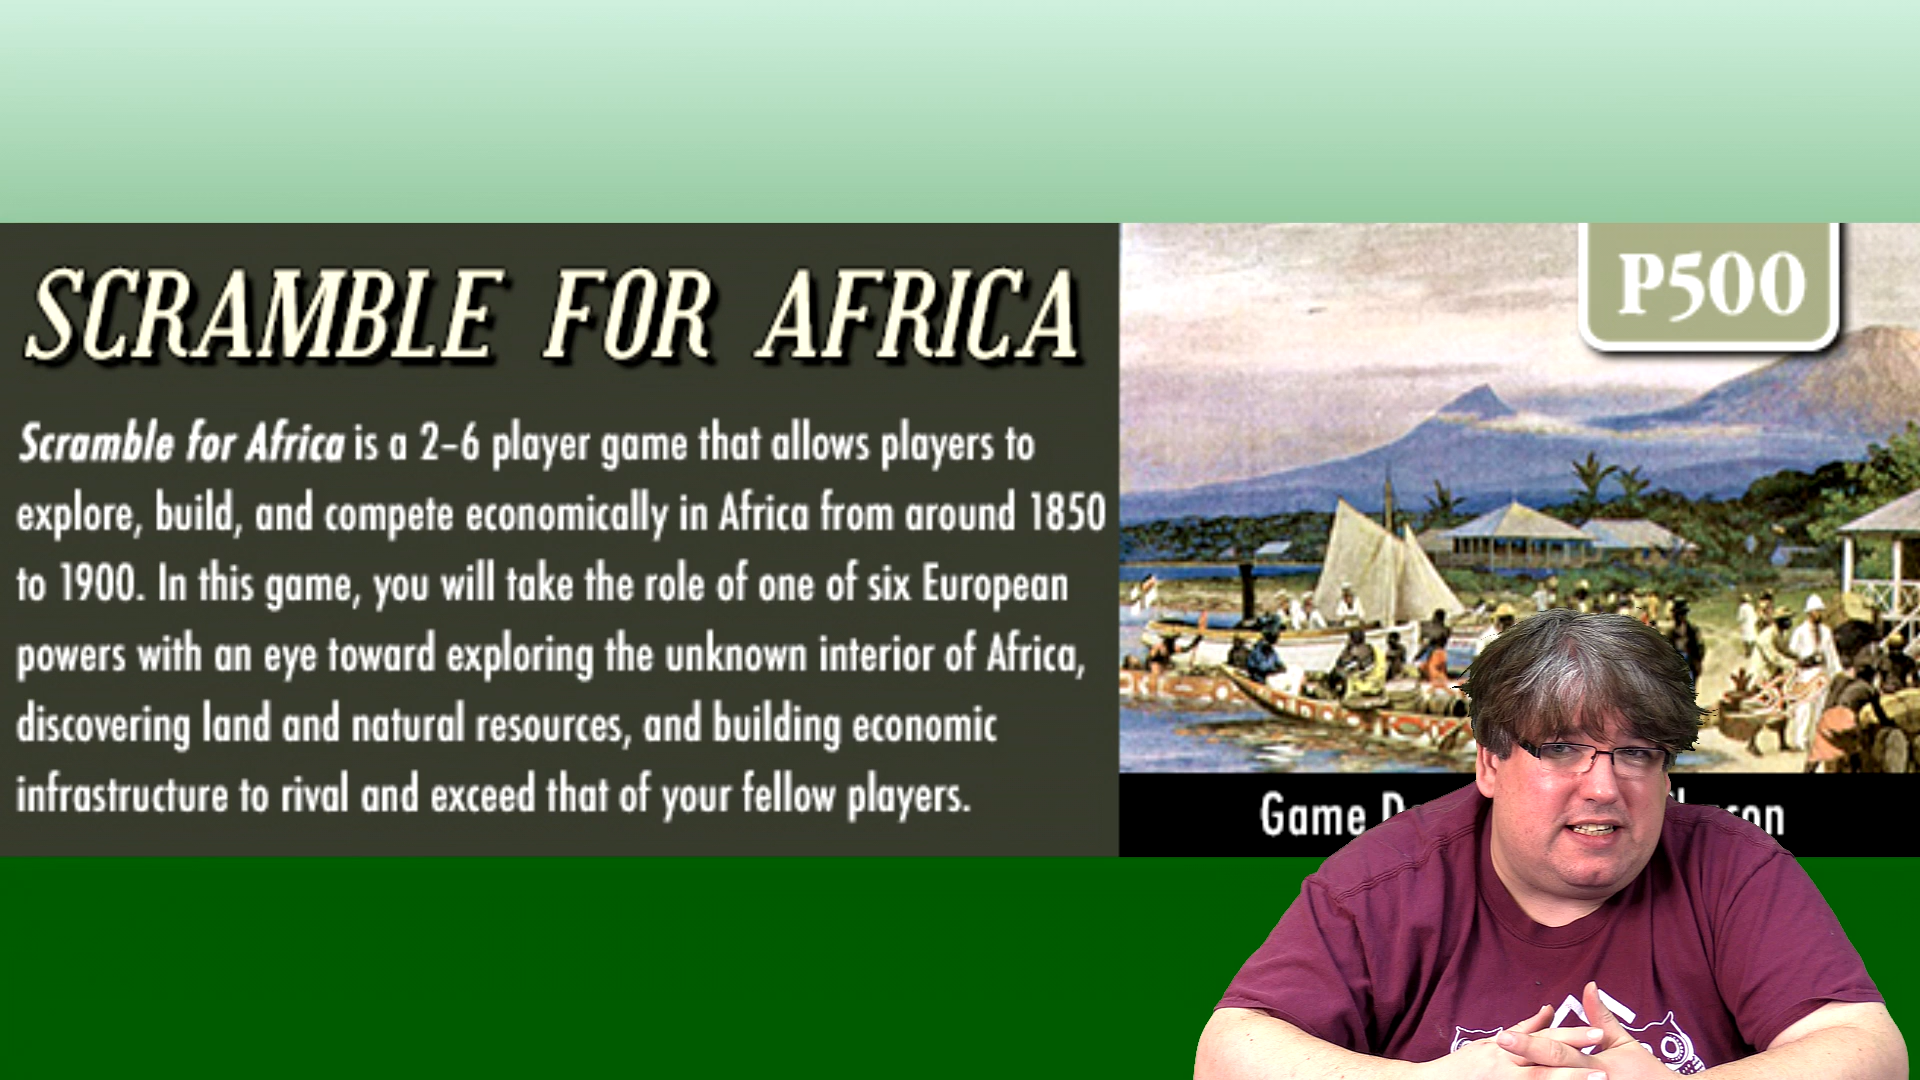 SCRAMBLE FOR AFRICA
P500
Scramble for Africa is a 2–6 player game that allows players to
explore, build, and compete economically in Africa from around 1850
to 1900. In this game, you will take the role of one of six European
powers with an eye toward exploring the unknown interior of Africa,
discovering land and natural resources, and building economic
infrastructure to rival and exceed that of your fellow players.
Game